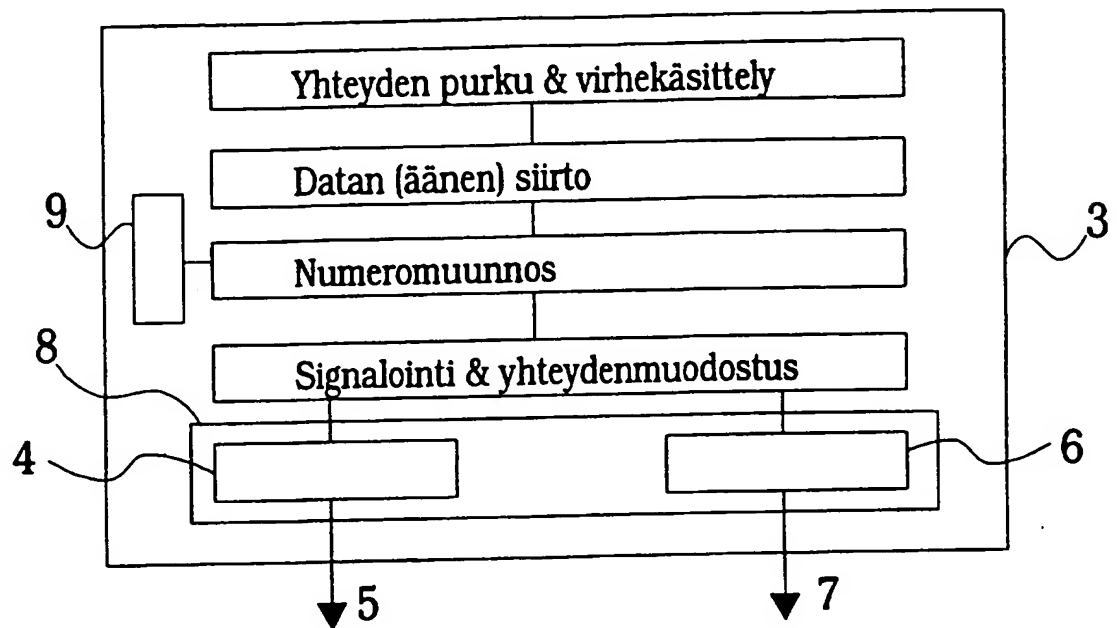 Yhteyden purku & virhekäsittely
Datan (äänen) siirto
9
3
Numeromuunnos
8
Signalointi & yhteydenmuodostus
4
6
5
7